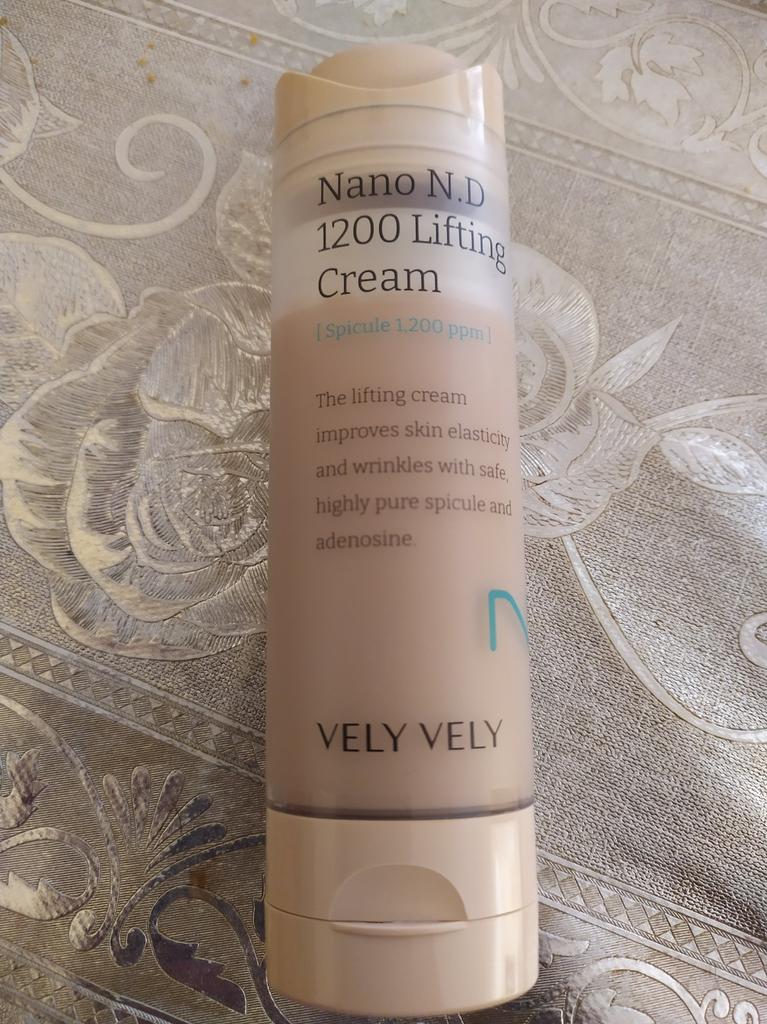 Nano N.D
1200 Lifting
Cream
[ Spicule 1,200 ppm ]
The lifting cream
improves skin elasticity
and wrinkles with safe,
highly pure spicule and
adenosine.
N
VELY VELY